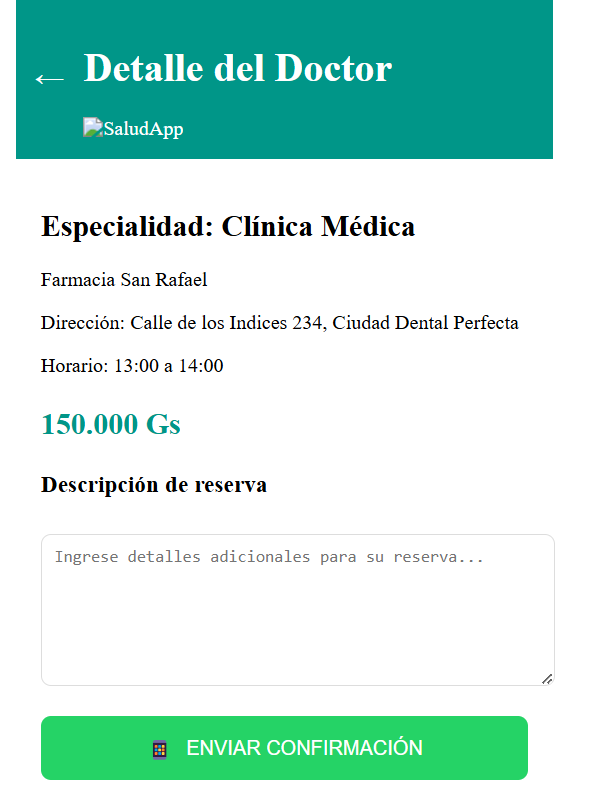 ← Detalle del Doctor
SaludApp
Especialidad: Clínica Médica
Farmacia San Rafael
Dirección: Calle de los Indices 234, Ciudad Dental Perfecta
Horario: 13:00 a 14:00
150.000 Gs
Descripción de reserva
Ingrese detalles adicionales para su reserva...
ENVIAR CONFIRMACIÓN